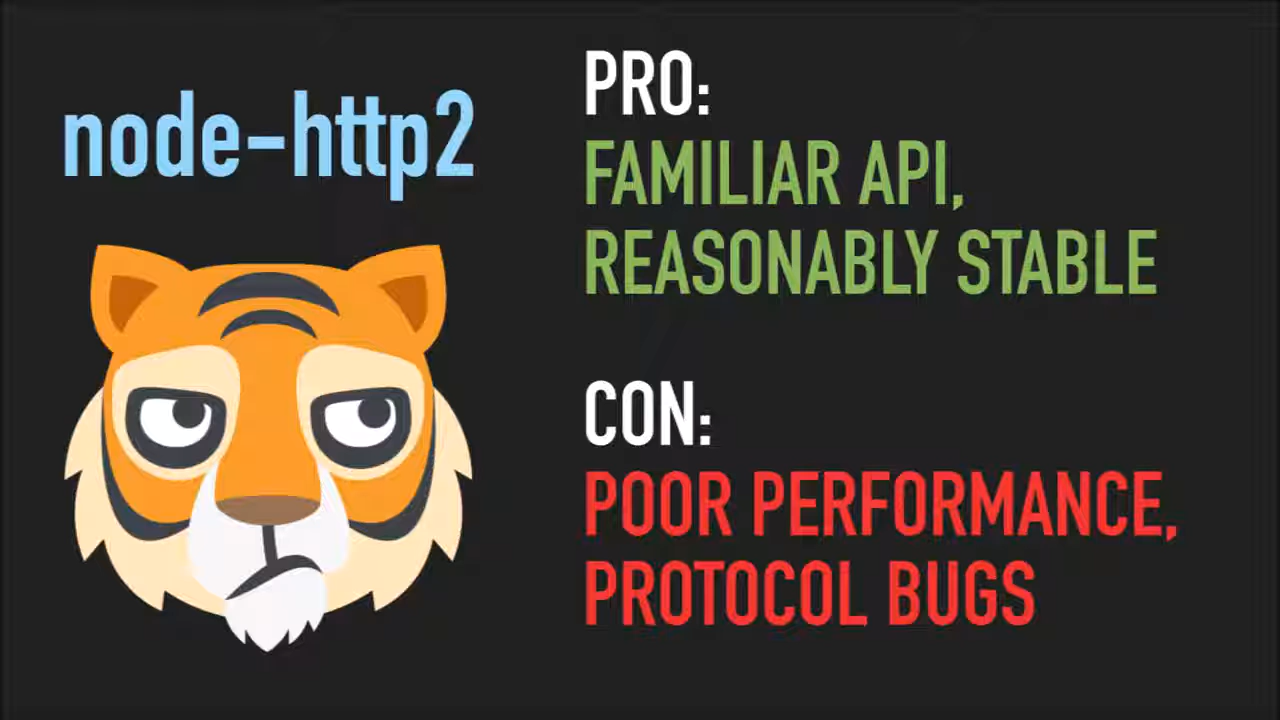 node-http2
PRO:
FAMILIAR API,
REASONABLY STABLE
CON:
POOR PERFORMANCE,
PROTOCOL BUGS